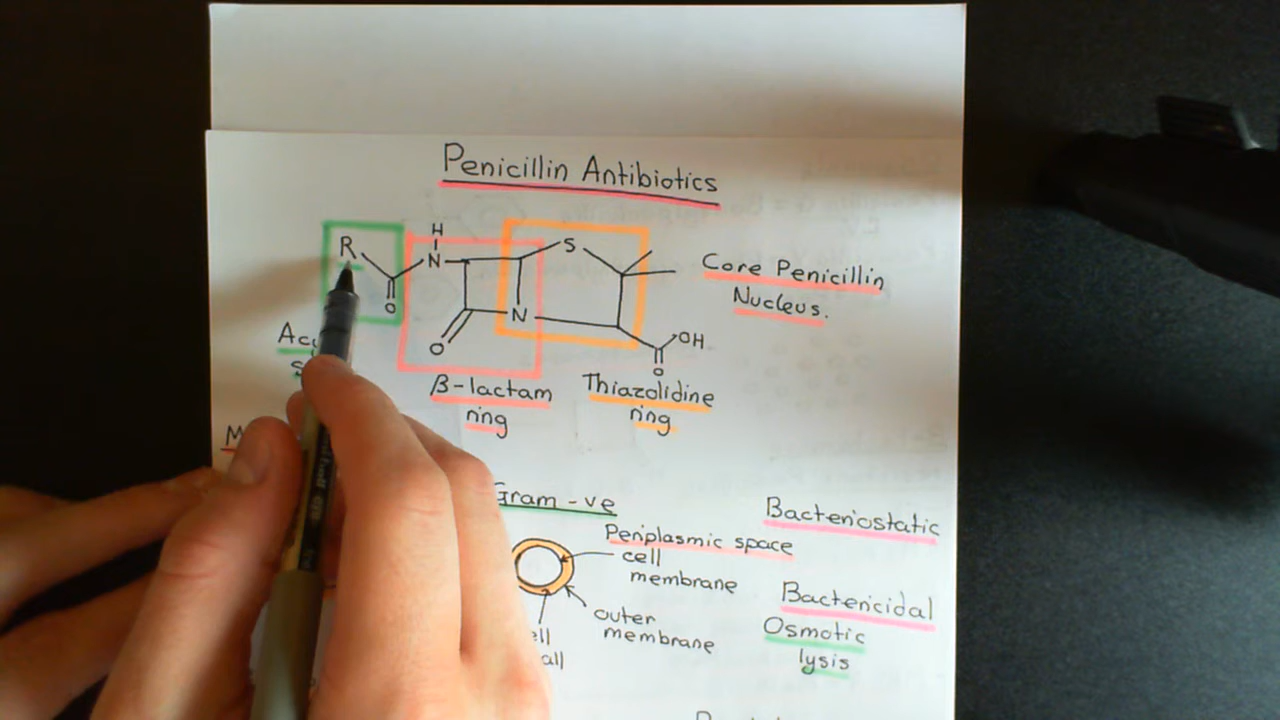 Penicillin Antibiotics
H
R
N
S
O
N
O
OH
O
Core Penicillin
Nucleus.
β-lactam
ring
Thiazolidine
ring
Gram -ve
Periplasmic space
cell
membrane
outer
membrane
Bacteriostatic
Bactericidal
Osmotic
lysis